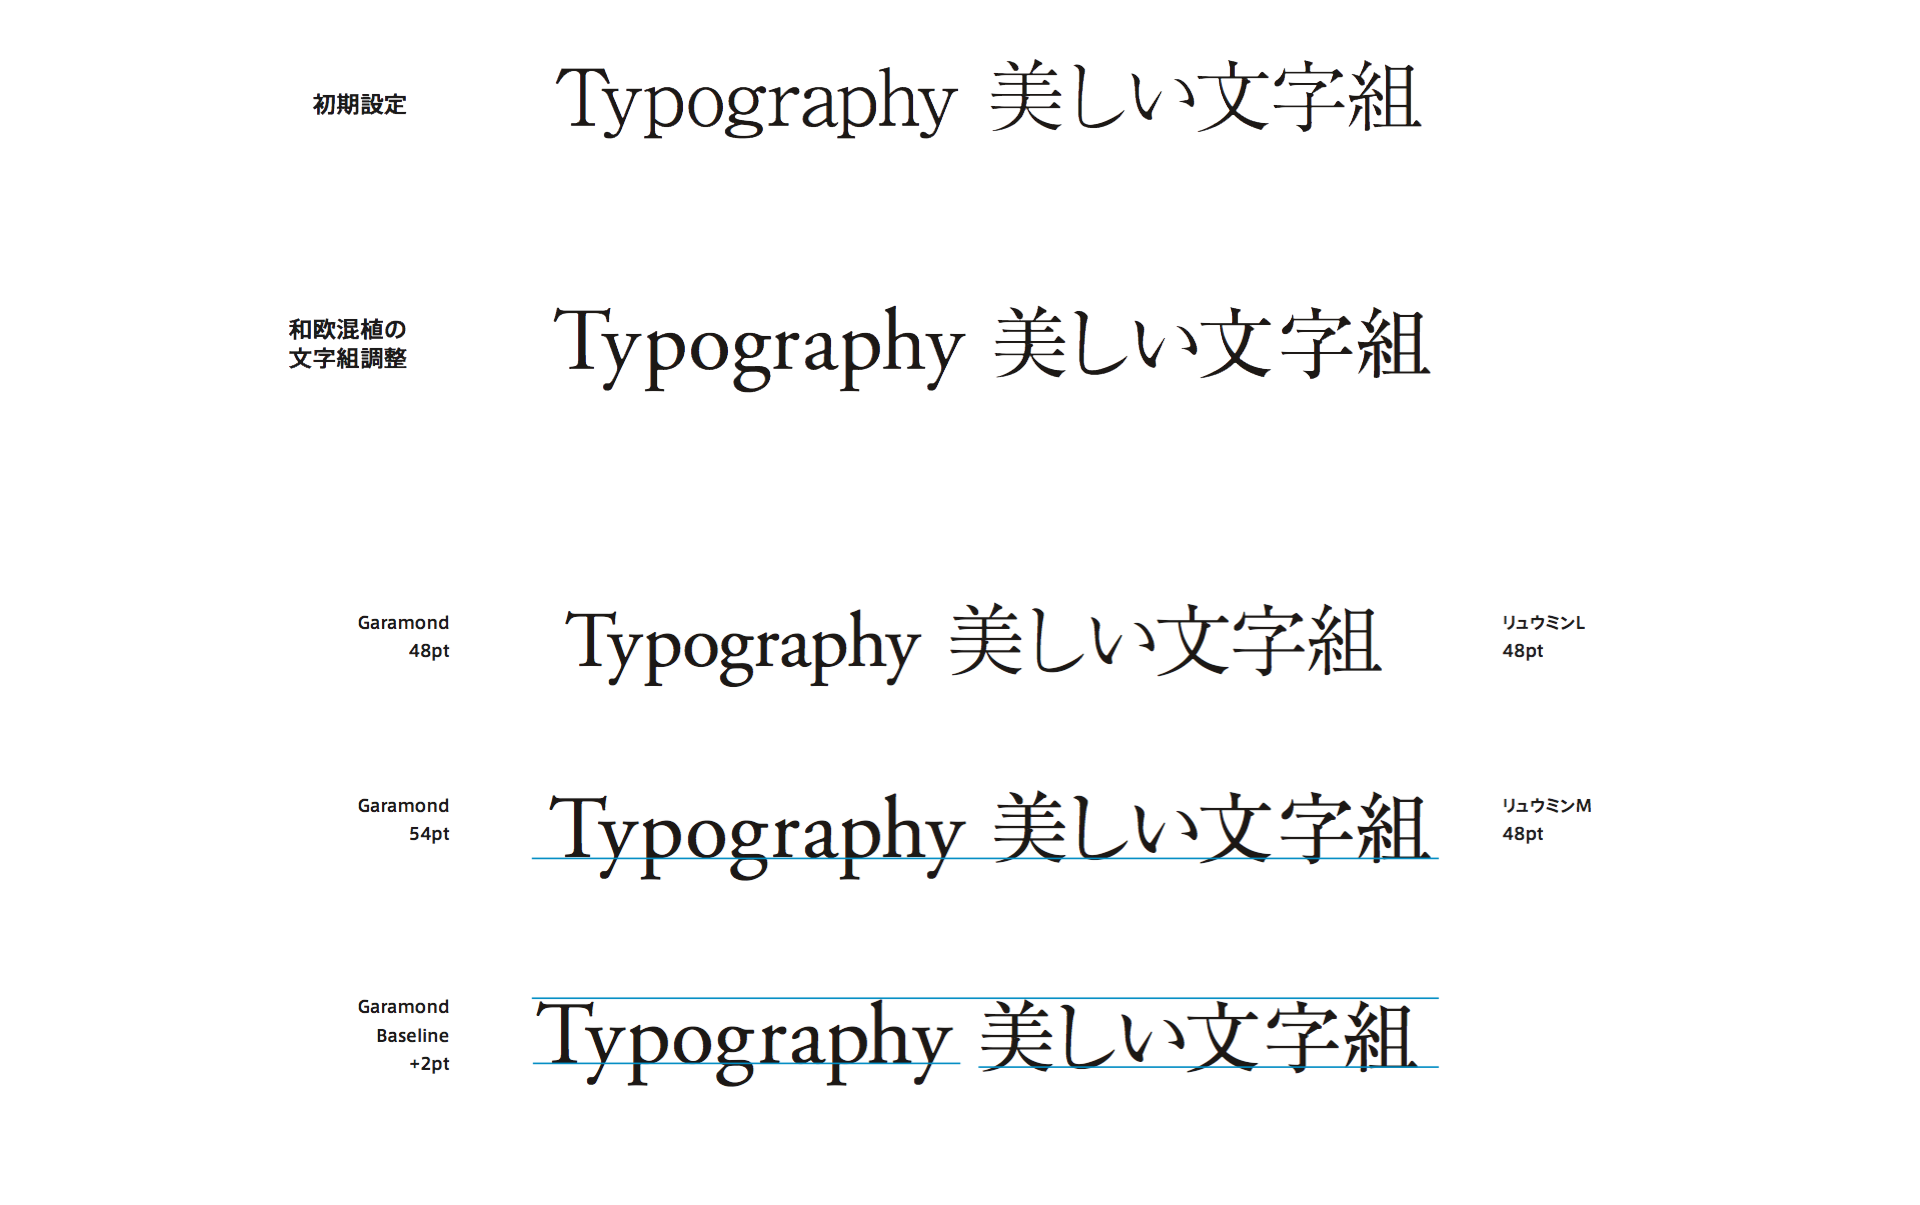 初期設定
Typography 美しい文字組
和欧混植の
文字組調整
Typography 美しい文字組
Garamond
48pt
Typography 美しい文字組
リュウミンL
48pt
Garamond
54pt
Typography 美しい文字組
リュウミンM
48pt
Garamond
Baseline
+2pt
Typography 美しい文字組